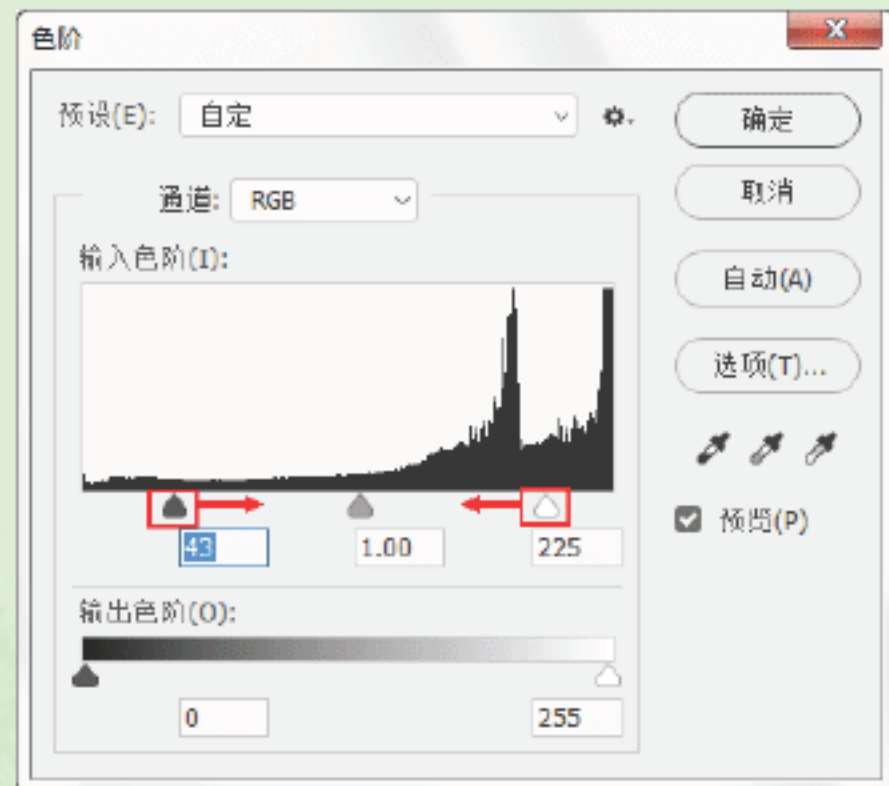 色阶
预设(E): 自定
确定
取消
通道: RGB
输入色阶(I):
自动(A)
选项(T)...
43 1.00 225
预览(P)
输出色阶(O):
0 255